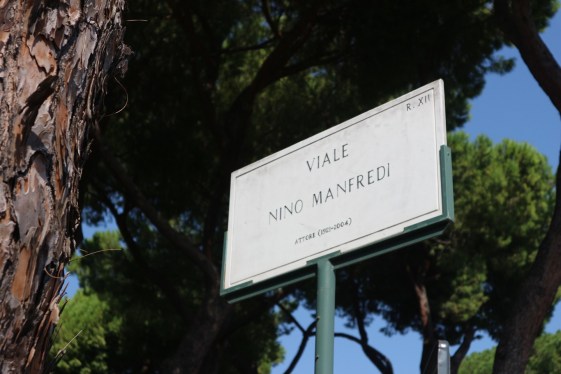 R. XII
VIALE
NINO MANFREDI
ATTORE (1921-2004)